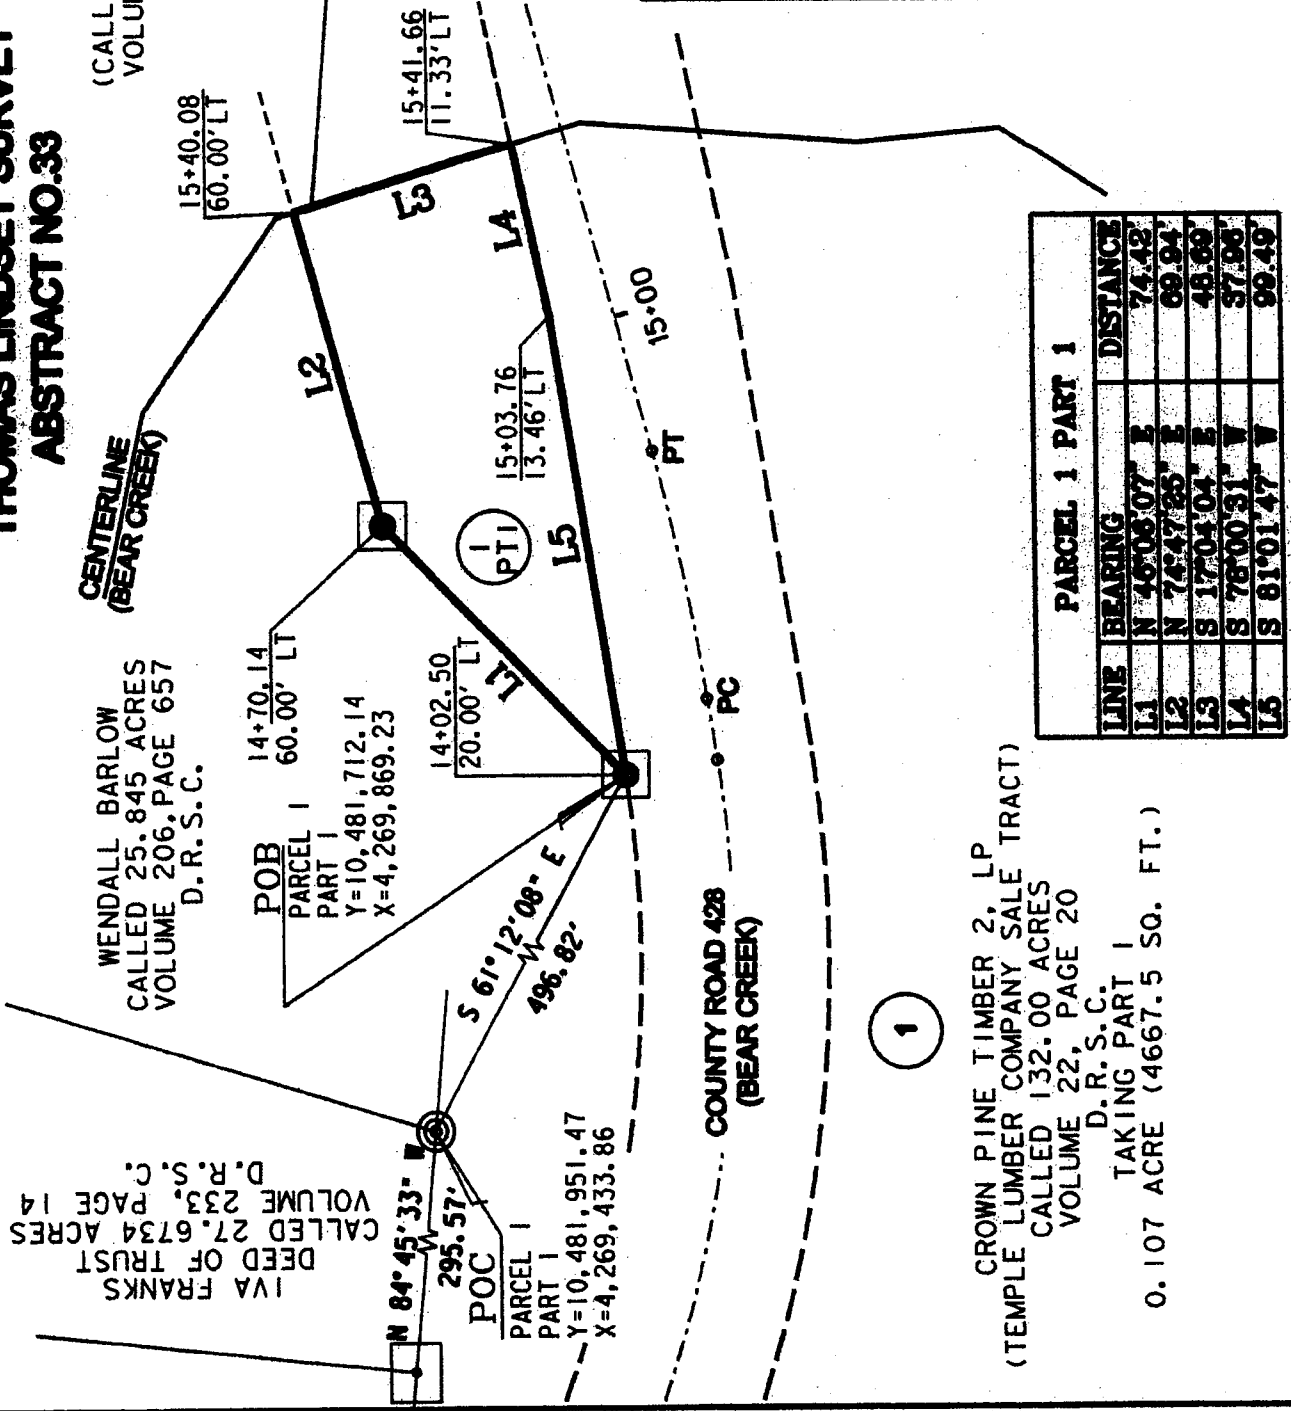 ABSTRACT NO.33
(CALL
VOLU
CENTERLINE
(BEAR CREEK)
15+40.08
60.00' LT
15+41.66
11.33' LT
L2
L3
L4
WENDALL BARLOW
CALLED 25.845 ACRES
VOLUME 206, PAGE 657
D.R.S.C.
14+70.14
60.00' LT
L1
1
PT1
15+03.76
13.46' LT
L5
15+00
PT
PC
POB
PARCEL 1
PART 1
Y=10,481,712.14
X=4,269,869.23
14+02.50
20.00' LT
S 61°12'08" E
496.82'
IVA FRANKS
DEED OF TRUST
CALLED 27.6734 ACRES
VOLUME 233, PAGE 14
D.R.S.C.
N 84°45'33" W
295.57'
POC
PARCEL 1
PART 1
Y=10,481,951.47
X=4,269,433.86
COUNTY ROAD 428
(BEAR CREEK)
1
CROWN PINE TIMBER 2, LP
(TEMPLE LUMBER COMPANY SALE TRACT)
CALLED 132.00 ACRES
VOLUME 22, PAGE 20
D.R.S.C.
TAKING PART 1
0.107 ACRE (4667.5 SQ. FT.)
PARCEL 1 PART 1
LINE BEARING DISTANCE
L1 N 46°06'07" E 74.42'
L2 N 74°47'25" E 69.94'
L3 S 17°04'04" E 48.69'
L4 S 78°00'31" W 37.96'
L5 S 81°01'47" W 99.49'